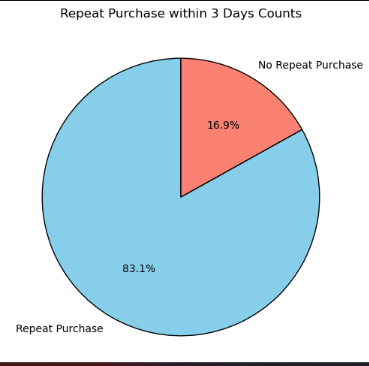 Repeat Purchase within 3 Days Counts
No Repeat Purchase
16.9%
83.1%
Repeat Purchase